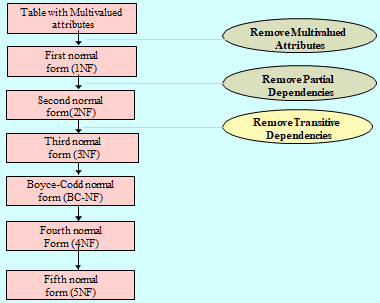 Table with Multivalued
attributes
Remove Multivalued
Attributes
First normal
form (1NF)
Remove Partial
Dependencies
Second normal
form(2NF)
Remove Transitive
Dependencies
Third normal
form (3NF)
Boyce-Codd normal
form (BC-NF)
Fourth normal
Form (4NF)
Fifth normal
form (5NF)